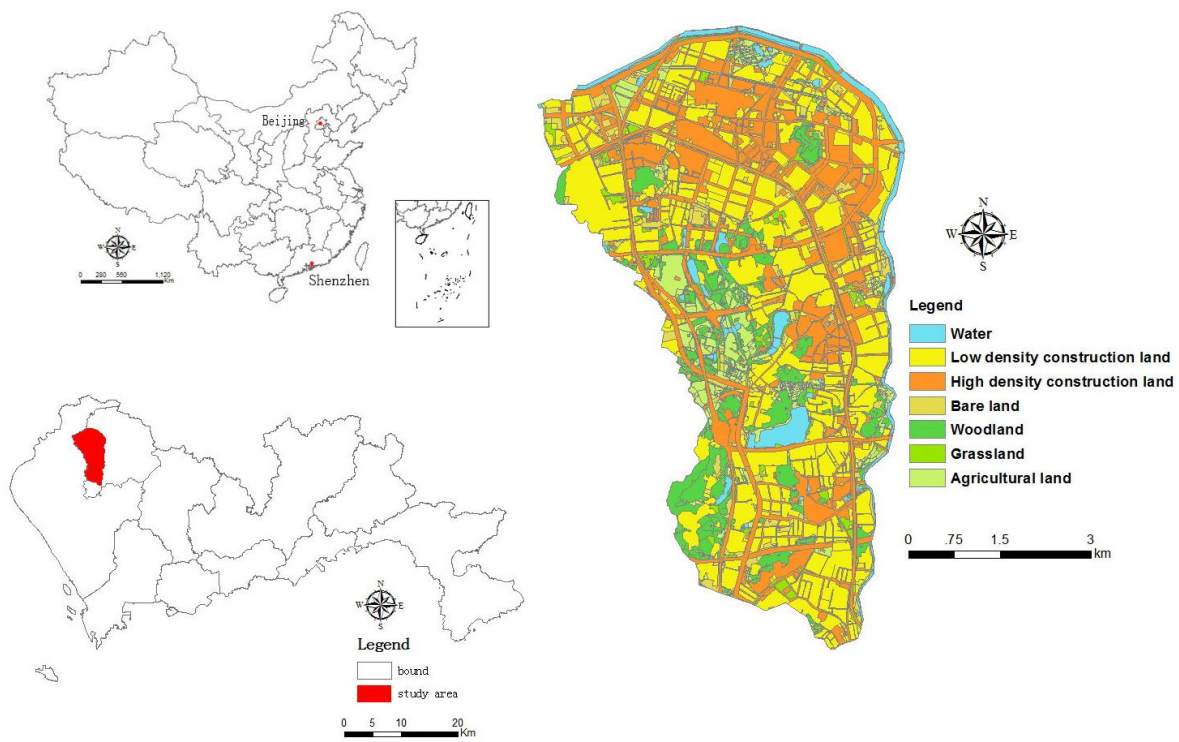 Beijing
N
W E
S
0 280 560 1,120
Km
Shenzhen
N
W E
S
Legend
bound
study area
0 5 10 20
Km
N
W E
S
Legend
Water
Low density construction land
High density construction land
Bare land
Woodland
Grassland
Agricultural land
0 .75 1.5 3
km